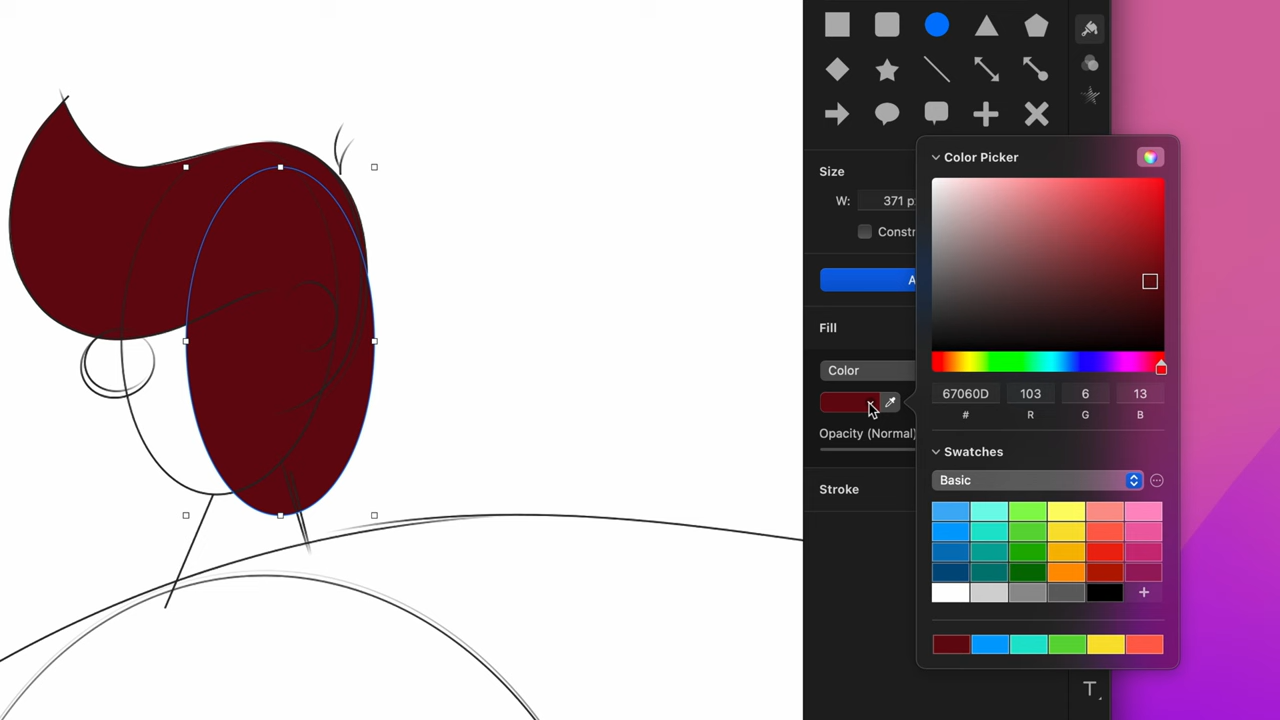 Size
W: 371 p
Constr
A
Fill
Color
Opacity (Normal)
Stroke
Color Picker
67060D 103 6 13
# R G B
Swatches
Basic
T